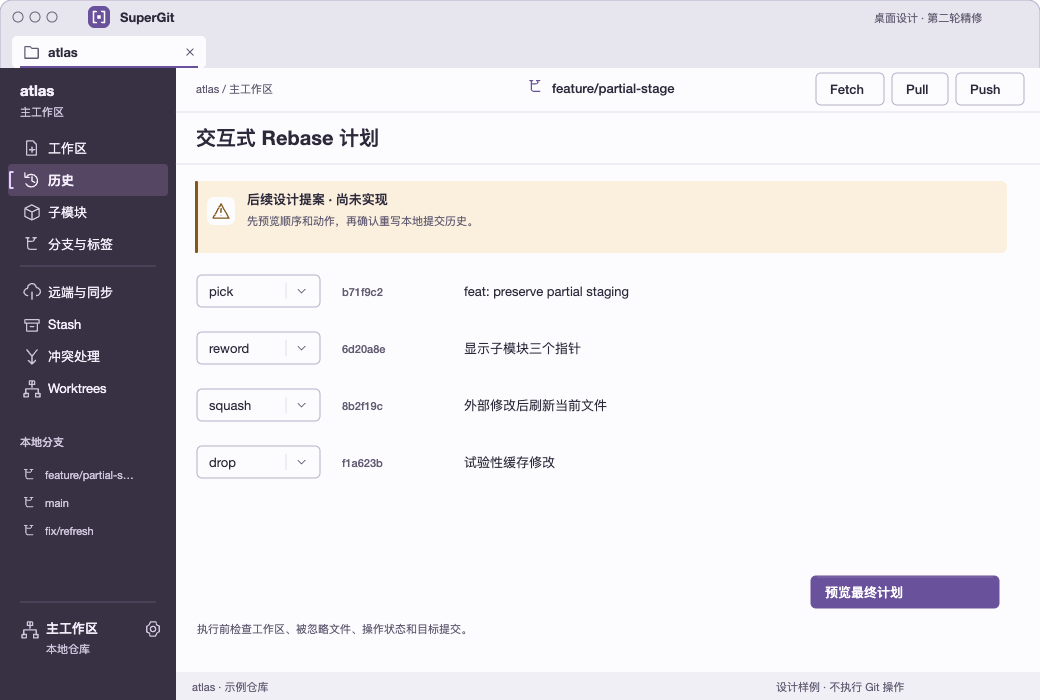 SuperGit
桌面设计 · 第二轮精修
atlas
atlas
主工作区
工作区
历史
子模块
分支与标签
远端与同步
Stash
冲突处理
Worktrees
本地分支
feature/partial-s...
main
fix/refresh
主工作区
本地仓库
atlas / 主工作区
feature/partial-stage
Fetch
Pull
Push
交互式 Rebase 计划
后续设计提案 · 尚未实现
先预览顺序和动作，再确认重写本地提交历史。
pick b71f9c2 feat: preserve partial staging
reword 6d20a8e 显示子模块三个指针
squash 8b2f19c 外部修改后刷新当前文件
drop f1a623b 试验性缓存修改
预览最终计划
执行前检查工作区、被忽略文件、操作状态和目标提交。
atlas · 示例仓库
设计样例 · 不执行 Git 操作